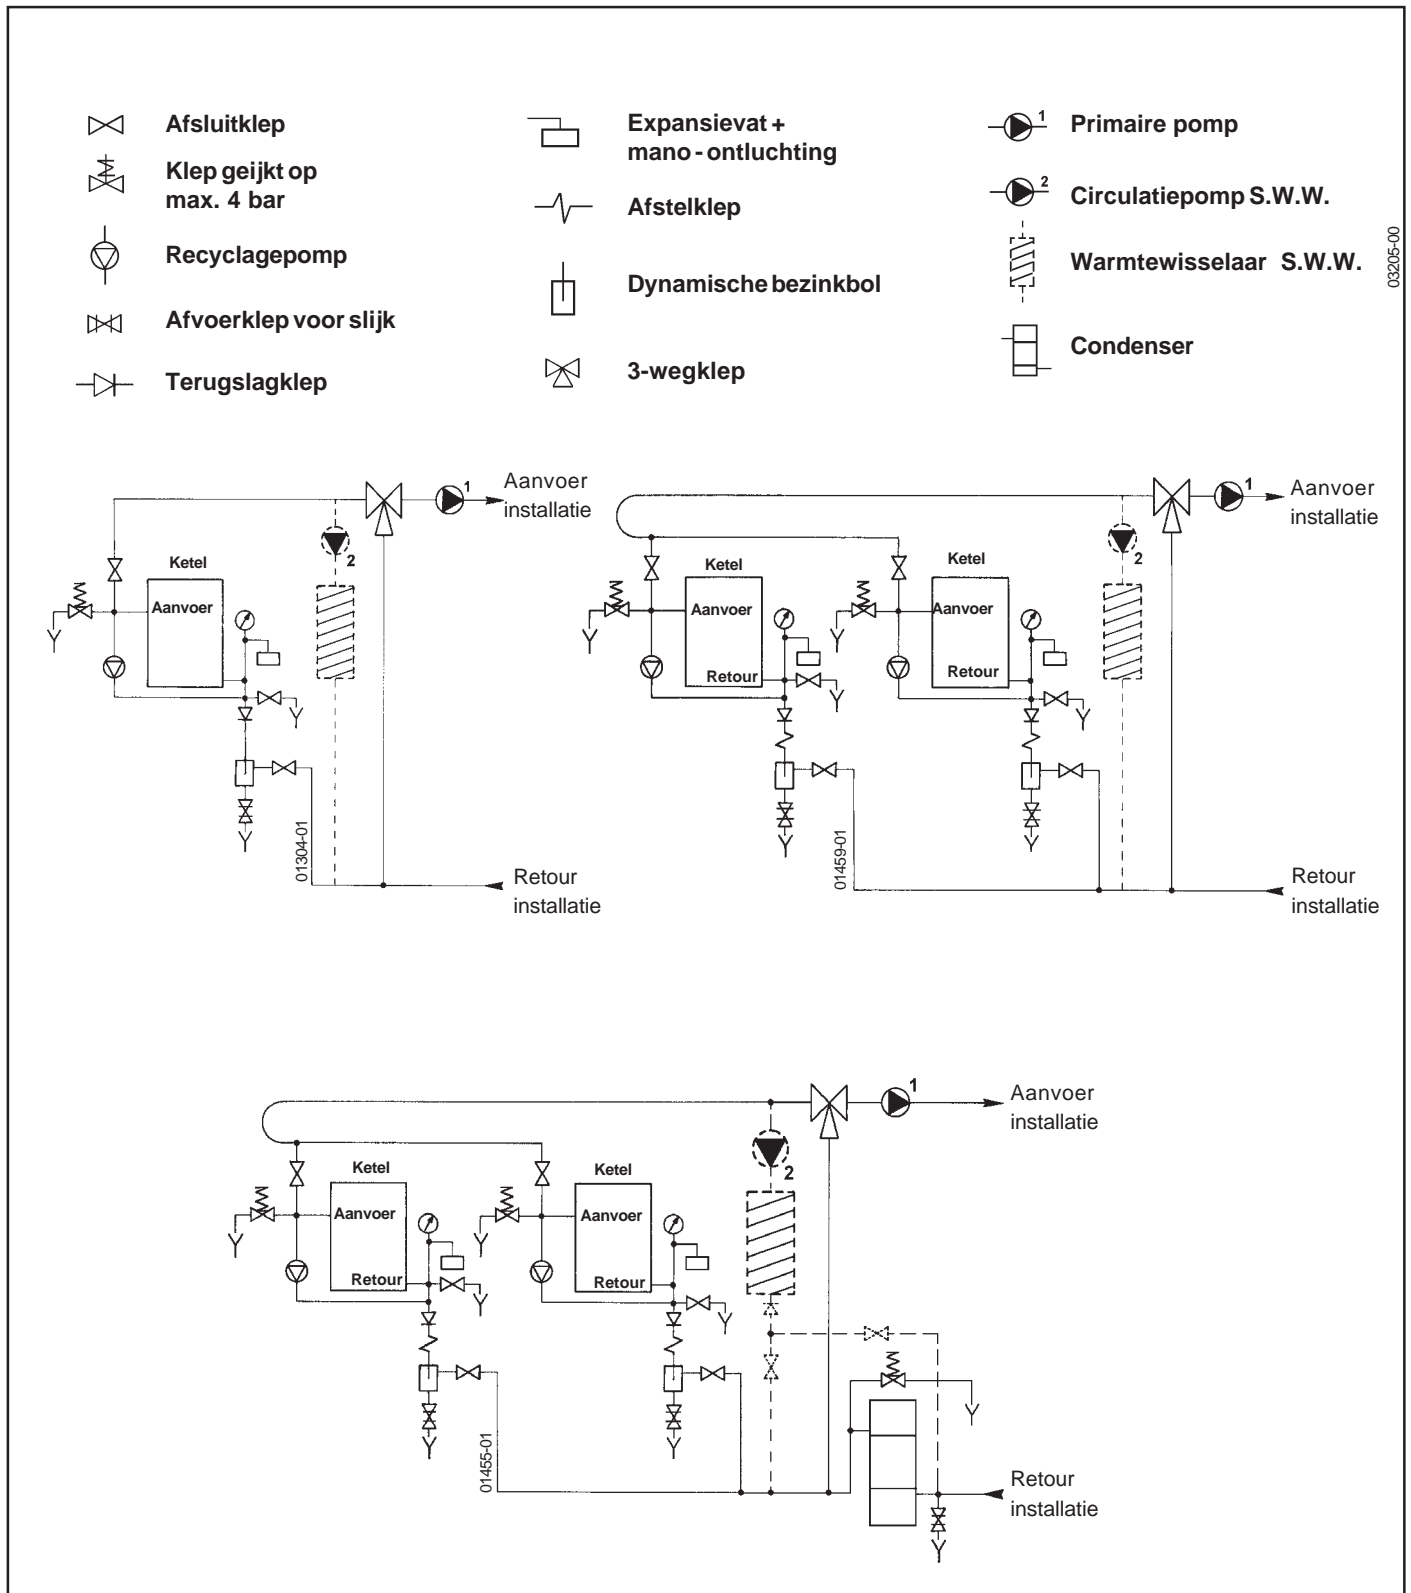 Afsluitklep
Klep geijkt op
max. 4 bar
Recyclagepomp
Afvoerklep voor slijk
Terugslagklep
Expansievat +
mano - ontluchting
Afstelklep
Dynamische bezinkbol
3-wegklep
1
Primaire pomp
2
Circulatiepomp S.W.W.
Warmtewisselaar S.W.W.
Condenser
03205-00
1
Aanvoer
installatie
2
Ketel
Aanvoer
01304-01
Retour
installatie
1
Aanvoer
installatie
2
Ketel
Aanvoer
Retour
Ketel
Aanvoer
Retour
01459-01
Retour
installatie
1
Aanvoer
installatie
2
Ketel
Aanvoer
Retour
Ketel
Aanvoer
Retour
01455-01
Retour
installatie